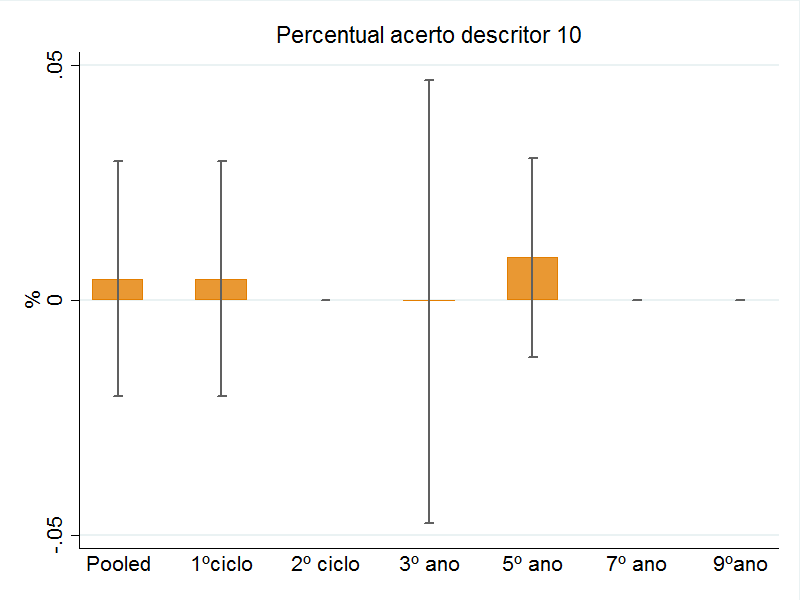 Percentual acerto descritor 10
.05
0
-.05
%
Pooled 1ºciclo 2º ciclo 3º ano 5º ano 7º ano 9ºano